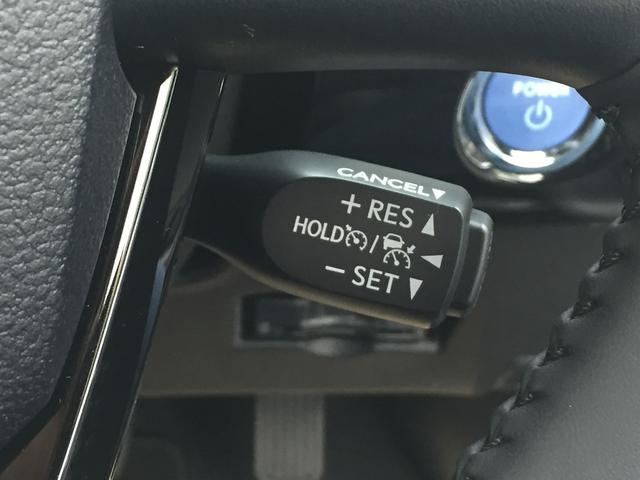 POWER
CANCEL▼
+ RES ▲
HOLD / ◀
− SET ▼